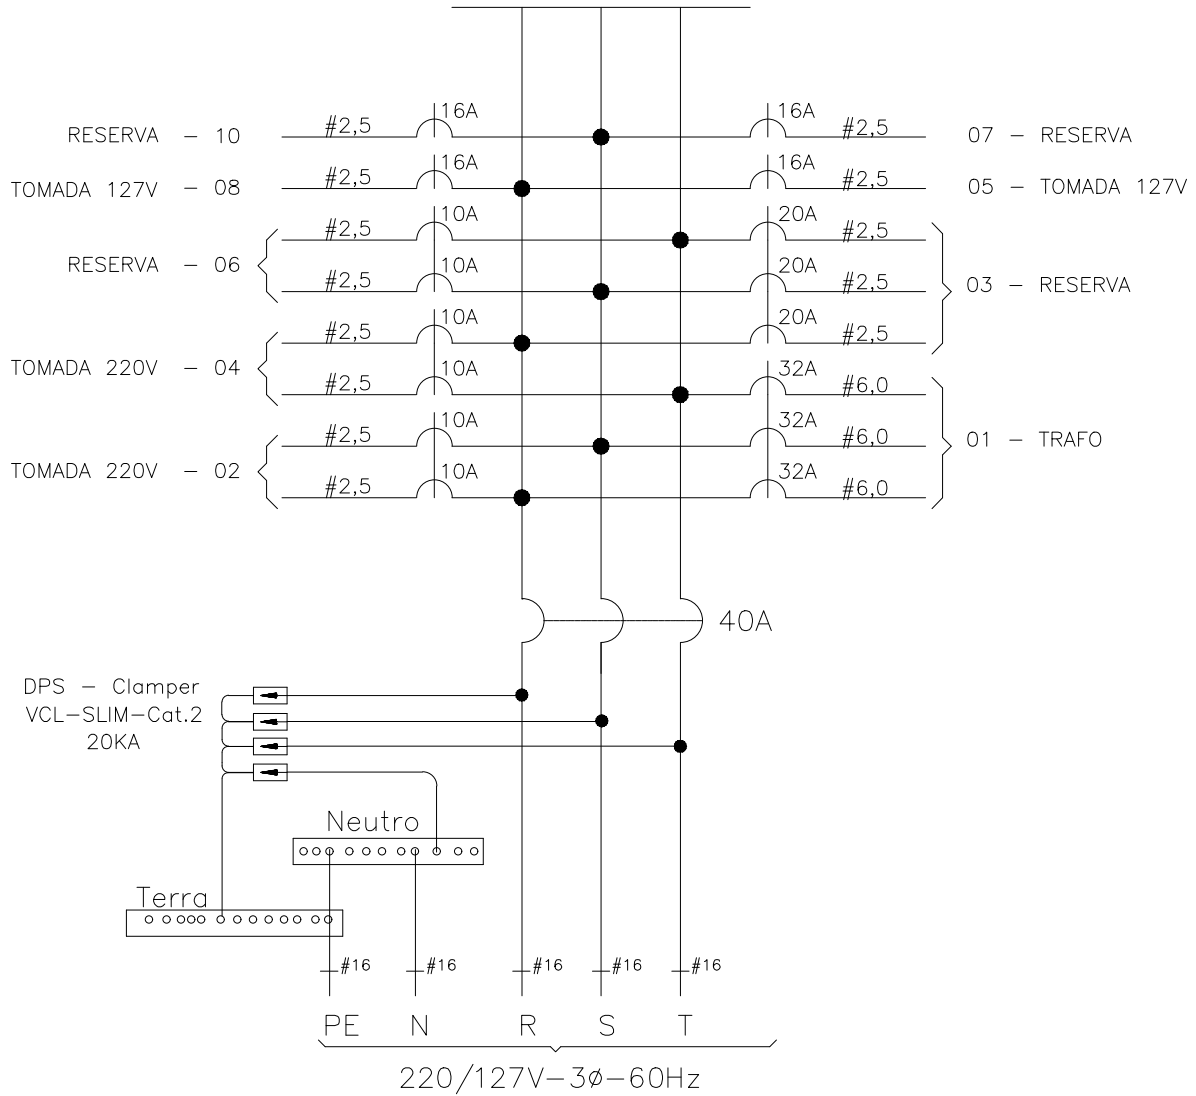 RESERVA - 10 #2,5 16A 16A #2,5 07 - RESERVA
TOMADA 127V - 08 #2,5 16A 16A #2,5 05 - TOMADA 127V
#2,5 10A 20A #2,5
RESERVA - 06
#2,5 10A 20A #2,5
03 - RESERVA
#2,5 10A 20A #2,5
TOMADA 220V - 04
#2,5 10A 32A #6,0
#2,5 10A 32A #6,0
01 - TRAFO
TOMADA 220V - 02
#2,5 10A 32A #6,0
40A
DPS - Clamper
VCL-SLIM-Cat.2
20KA
Neutro
Terra
#16 #16 #16 #16 #16
PE N R S T
220/127V-3ø-60Hz